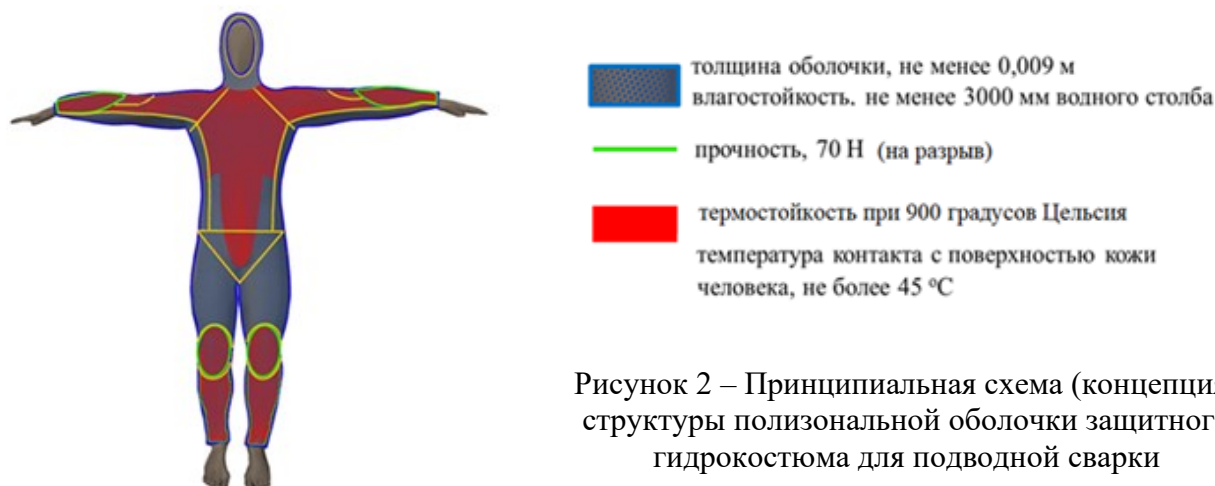 толщина оболочки, не менее 0,009 м
влагостойкость. не менее 3000 мм водного столба
прочность, 70 Н (на разрыв)
термостойкость при 900 градусов Цельсия
температура контакта с поверхностью кожи
человека, не более 45 ºС
Рисунок 2 – Принципиальная схема (концепци
структуры полизональной оболочки защитног
гидрокостюма для подводной сварки